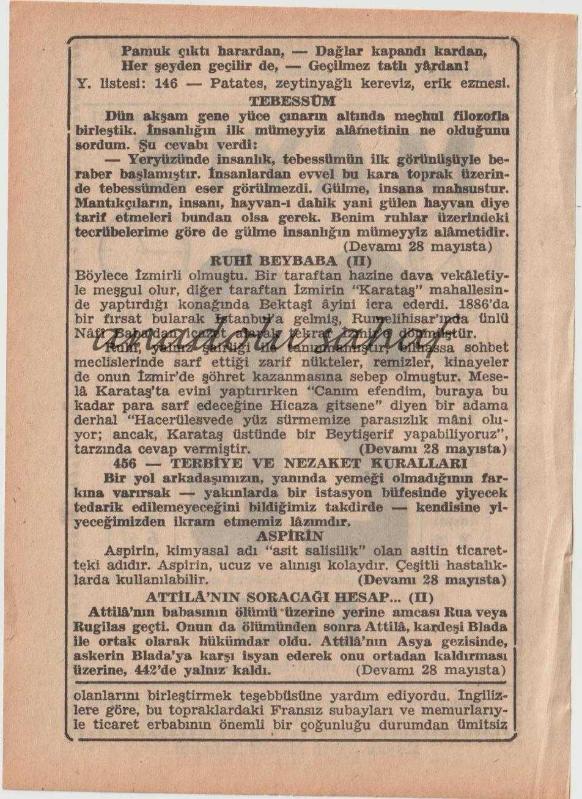 Pamuk çıktı harardan, — Dağlar kapandı kardan,
Her şeyden geçilir de, — Geçilmez tatlı yârdan!
Y. listesi: 146 — Patates, zeytinyağlı kereviz, erik ezmesi.
TEBESSÜM
Dün akşam gene yüce çınarın altında meçhul filozofla
birleştik. İnsanlığın ilk mümeyyiz alâmetinin ne olduğunu
sordum. Şu cevabı verdi:
— Yeryüzünde insanlık, tebessümün ilk görünüşüyle be-
raber başlamıştır. İnsanlardan evvel bu kara toprak üzerin-
de tebessümden eser görülmezdi. Gülme, insana mahsustur.
Mantıkçıların, insanı, hayvan-ı dahik yani gülen hayvan diye
tarif etmeleri bundan olsa gerek. Benim ruhlar üzerindeki
tecrübelerime göre de gülme insanlığın mümeyyiz alâmetidir.
(Devamı 28 mayısta)
RUHÎ BEYBABA (II)
Böylece İzmirli olmuştu. Bir taraftan hazine dava vekâletiy-
le meşgul olur, diğer taraftan İzmirin "Karataş" mahallesin-
de yaptırdığı konağında Bektaşî âyini icra ederdi. 1886'da
bir fırsat bularak İstanbul'a gelmiş, Rumelihisar'ında ünlü
anadolu sahaf
Ruhî, yalnız şairliği ile tanınmamıştır; sohbet
meclislerinde sarf ettiği zarif nükteler, remizler, kinayeler
de onun İzmir'de şöhret kazanmasına sebep olmuştur. Mese-
lâ Karataş'ta evini yaptırırken "Canım efendim, buraya bu
kadar para sarf edeceğine Hicaza gitsene" diyen bir adama
derhal "Hacerülesvede yüz sürmemize parasızlık mâni olu-
yor; ancak, Karataş üstünde bir Beytişerif yapabiliyoruz",
tarzında cevap vermiştir. (Devamı 28 mayısta)
456 — TERBİYE VE NEZAKET KURALLARI
Bir yol arkadaşımızın, yanında yemeği olmadığının far-
kına varırsak — yakınlarda bir istasyon büfesinde yiyecek
tedarik edilemeyeceğini bildiğimiz takdirde — kendisine yi-
yeceğimizden ikram etmemiz lâzımdır.
ASPİRİN
Aspirin, kimyasal adı "asit salisilik" olan asitin ticaret-
teki adıdır. Aspirin, ucuz ve alınışı kolaydır. Çeşitli hastalık-
larda kullanılabilir. (Devamı 28 mayısta)
ATTİLÂ'NIN SORACAĞI HESAP... (II)
Attilâ'nın babasının ölümü üzerine yerine amcası Rua veya
Rugilas geçti. Onun da ölümünden sonra Attilâ, kardeşi Blada
ile ortak olarak hükümdar oldu. Attilâ'nın Asya gezisinde,
askerin Blada'ya karşı isyan ederek onu ortadan kaldırması
üzerine, 442'de yalnız kaldı. (Devamı 28 mayısta)
olanlarını birleştirmek teşebbüsüne yardım ediyordu. İngiliz-
lere göre, bu topraklardaki Fransız subayları ve memurlarıy-
le ticaret erbabının önemli bir çoğunluğu durumdan ümitsiz